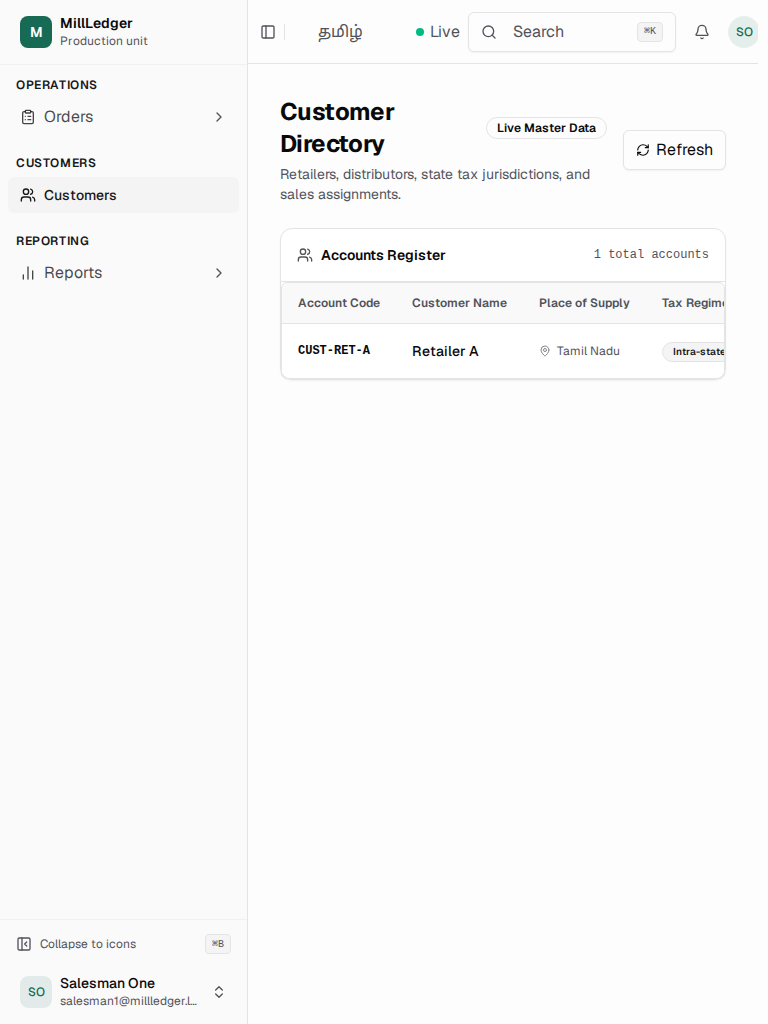 MillLedger
Production unit
OPERATIONS
Orders
CUSTOMERS
Customers
REPORTING
Reports
Collapse to icons
⌘B
SO
Salesman One
salesman1@millledger.l...
M
தமிழ்
Live
Search
⌘K
SO
Customer
Directory
Live Master Data
Refresh
Retailers, distributors, state tax jurisdictions, and
sales assignments.
Accounts Register
1 total accounts
Account Code Customer Name Place of Supply Tax Regime
CUST-RET-A Retailer A Tamil Nadu Intra-state